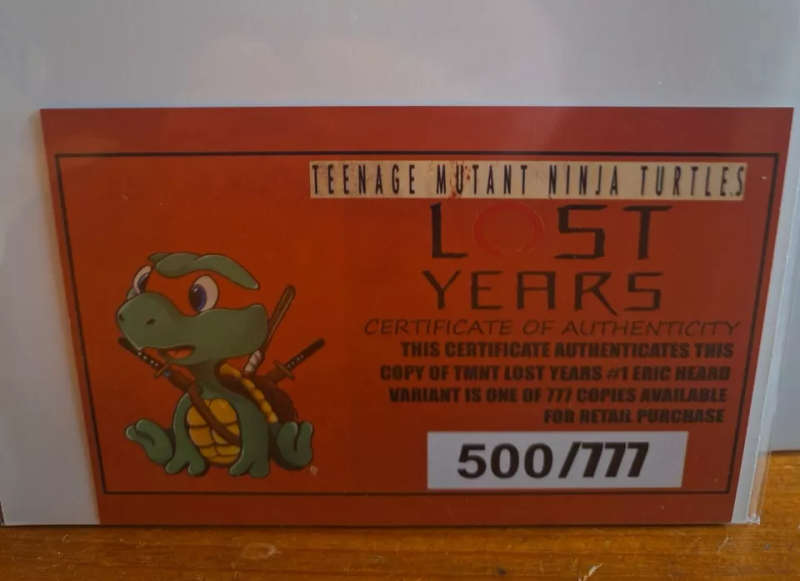 TEENAGE MUTANT NINJA TURTLES
LOST
YEARS
CERTIFICATE OF AUTHENTICITY
THIS CERTIFICATE AUTHENTICATES THIS
COPY OF TMNT LOST YEARS #1 ERIC HEARD
VARIANT IS ONE OF 777 COPIES AVAILABLE
FOR RETAIL PURCHASE
500/777